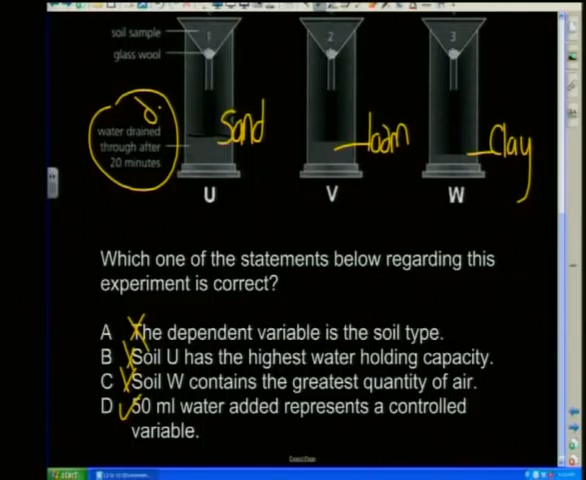 soil sample
1
2
3
glass wool
d.
water drained
through after
20 minutes
Sand
loam
Clay
U
V
W
Which one of the statements below regarding this
experiment is correct?
A The dependent variable is the soil type.
B Soil U has the highest water holding capacity.
C Soil W contains the greatest quantity of air.
D 50 ml water added represents a controlled
variable.
start